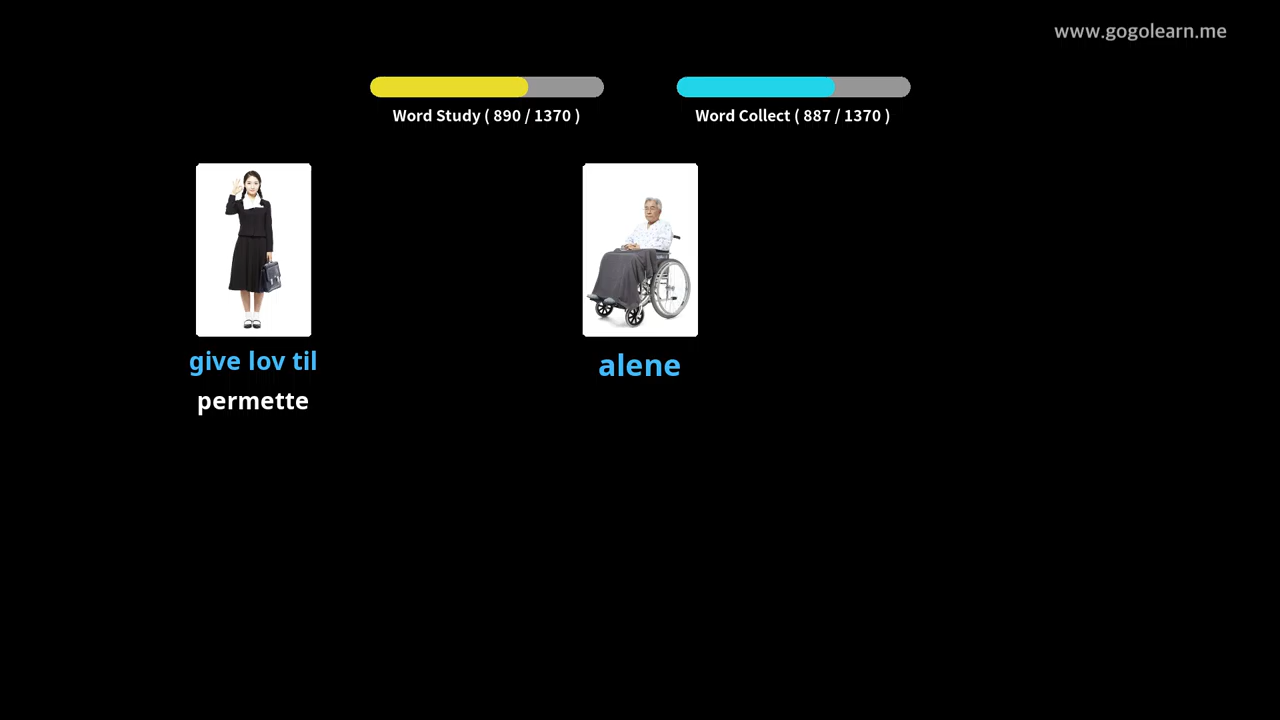 www.gogolearn.me
Word Study ( 890 / 1370 )
Word Collect ( 887 / 1370 )
give lov til
permette
alene